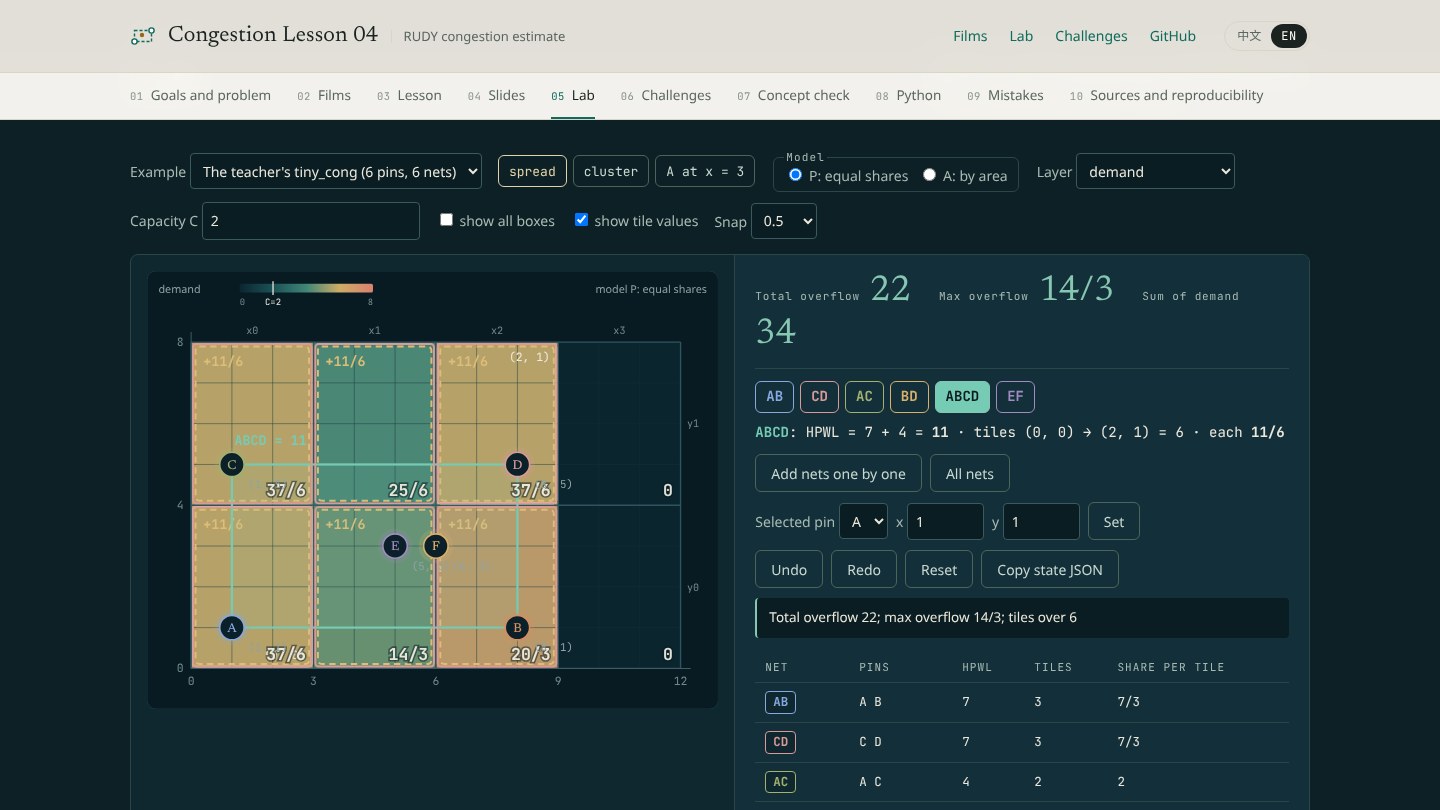 Congestion Lesson 04 RUDY congestion estimate Films Lab Challenges GitHub 中文 EN
01 Goals and problem 02 Films 03 Lesson 04 Slides 05 Lab 06 Challenges 07 Concept check 08 Python 09 Mistakes 10 Sources and reproducibility
Example The teacher's tiny_cong (6 pins, 6 nets) spread cluster A at x = 3 Model P: equal shares A: by area Layer demand
Capacity C 2 show all boxes show tile values Snap 0.5
demand 0 C=2 8 model P: equal shares
x0 x1 x2 x3
8 +11/6 +11/6 +11/6 (2, 1)
y1
ABCD = 11
C D
37/6 25/6 37/6 5) 0
4 +11/6 +11/6 +11/6
E F
y0
A B
37/6 14/3 20/3 1) 0
0
0 3 6 9 12
Total overflow 22 Max overflow 14/3 Sum of demand
34
AB CD AC BD ABCD EF
ABCD: HPWL = 7 + 4 = 11 · tiles (0, 0) → (2, 1) = 6 · each 11/6
Add nets one by one All nets
Selected pin A x 1 y 1 Set
Undo Redo Reset Copy state JSON
Total overflow 22; max overflow 14/3; tiles over 6
NET PINS HPWL TILES SHARE PER TILE
AB A B 7 3 7/3
CD C D 7 3 7/3
AC A C 4 2 2